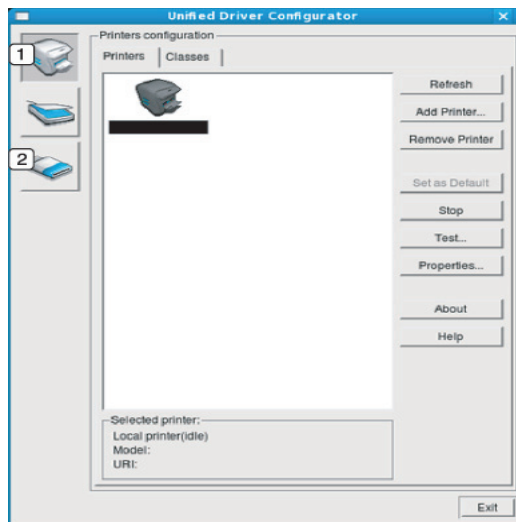 Unified Driver Configurator
1
2
Printers configuration
Printers
Classes
Refresh
Add Printer...
Remove Printer
Set as Default
Stop
Test...
Properties...
About
Help
Selected printer:
Local printer(idle)
Model:
URI:
Exit